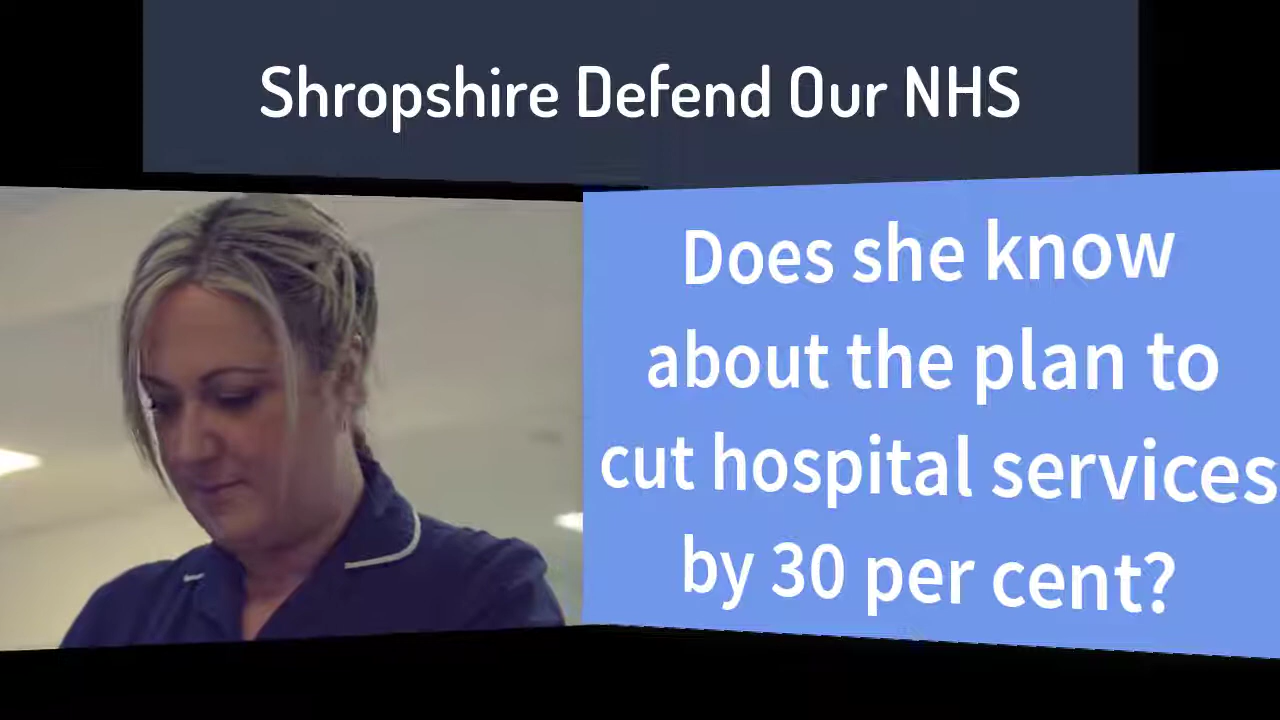 Shropshire Defend Our NHS
Does she know
about the plan to
cut hospital services
by 30 per cent?